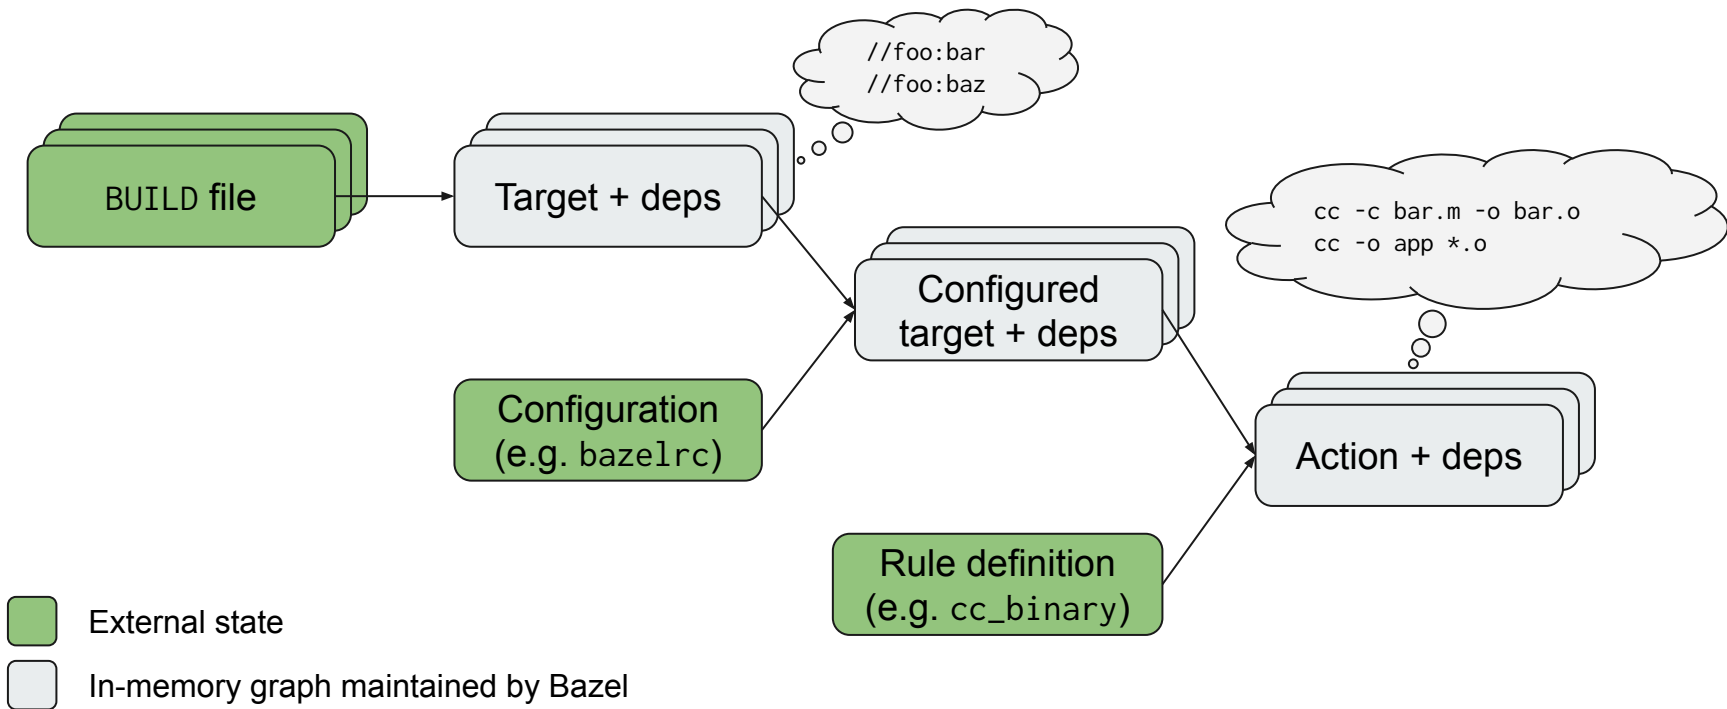 //foo:bar
//foo:baz
BUILD file
Target + deps
cc -c bar.m -o bar.o
cc -o app *.o
Configured
target + deps
Configuration
(e.g. bazelrc)
Action + deps
Rule definition
(e.g. cc_binary)
External state
In-memory graph maintained by Bazel